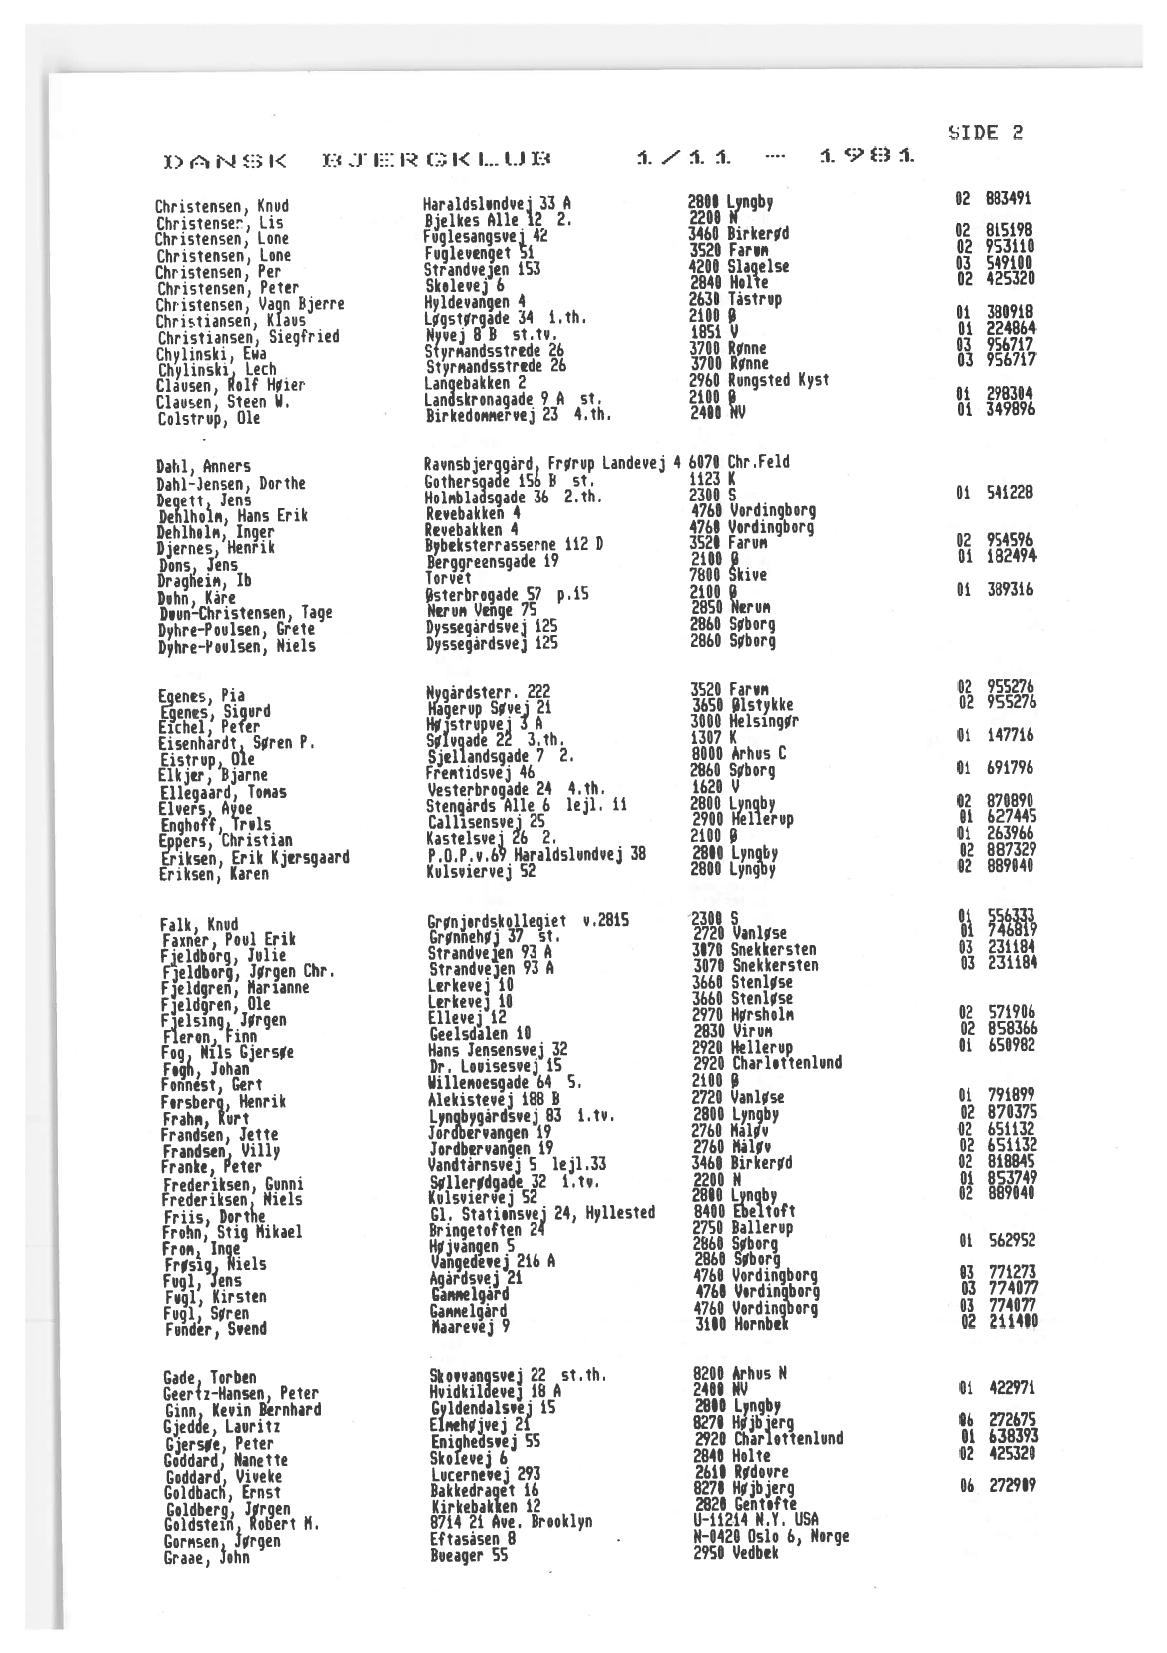 SIDE 2
DANSK BJERGKLUB 1/11 - 1981
Christensen, Knud Haraldslundvej 33 A 2800 Lyngby 02 883491
Christensen, Lis Bjelkes Alle 12 2. 2200 N
Christensen, Lone Fuglesangsvej 42 3460 Birkerød 02 815198
Christensen, Lone Fuglevenget 51 3520 Farum 02 953110
Christensen, Per Strandvejen 153 4200 Slagelse 03 549100
Christensen, Peter Skolevej 6 2840 Holte 02 425320
Christensen, Vagn Bjerre Hyldevangen 4 2630 Tåstrup
Christiansen, Klaus Løgstørgade 34 1.th. 2100 Ø 01 380918
Christiansen, Siegfried Nyvej 8 B st.tv. 1851 V 01 224864
Chylinski, Ewa Styrmandsstræde 26 3700 Rønne 03 956717
Chylinski, Lech Styrmandsstræde 26 3700 Rønne 03 956717
Clausen, Rolf Høier Langebakken 2 2960 Rungsted Kyst
Clausen, Steen W. Landskronagade 9 A st. 2100 Ø 01 298304
Colstrup, Ole Birkedommervej 23 4.th. 2400 NV 01 349896
Dahl, Anners Ravnsbjerggård, Frørup Landevej 4 6070 Chr.Feld
Dahl-Jensen, Dorthe Gothersgade 156 B st. 1123 K
Degett, Jens Holmbladsgade 36 2.th. 2300 S 01 541228
Dehlholm, Hans Erik Rævebakken 4 4760 Vordingborg
Dehlholm, Inger Rævebakken 4 4760 Vordingborg
Djernes, Henrik Bybækterrasserne 112 D 3520 Farum 02 954596
Dons, Jens Berggreensgade 19 2100 Ø 01 182494
Dragheim, Ib Torvet 7800 Skive
Duhn, Kåre Østerbrogade 57 p.15 2100 Ø 01 389316
Duun-Christensen, Tage Nærum Vænge 75 2850 Nærum
Dyhre-Poulsen, Grete Dyssegårdsvej 125 2860 Søborg
Dyhre-Poulsen, Niels Dyssegårdsvej 125 2860 Søborg
Egenes, Pia Nygårdsterr. 222 3520 Farum 02 955276
Egenes, Sigurd Hagerup Søvej 21 3650 Ølstykke 02 955276
Eichel, Peter Højstrupvej 3 A 3000 Helsingør
Eisenhardt, Søren P. Sølvgade 22 3.th. 1307 K 01 147716
Eistrup, Ole Sjellandsgade 7 2. 8000 Århus C
Elkjær, Bjarne Fremtidsvej 46 2860 Søborg 01 691796
Ellegaard, Tomas Vesterbrogade 24 4.th. 1620 V
Elvers, Ayoe Stengårds Alle 6 lejl. 11 2800 Lyngby 02 870890
Enghoff, Truls Callisensvej 25 2900 Hellerup 01 627445
Eppers, Christian Kastelsvej 26 2. 2100 Ø 01 263966
Eriksen, Erik Kjærsgaard P.O.P.v.69 Haraldslundvej 38 2800 Lyngby 02 887329
Eriksen, Karen Kulsviervej 52 2800 Lyngby 02 889040
Falk, Knud Grønjordskollegiet v.2815 2300 S 01 556333
Faxner, Poul Erik Grønnehøj 37 st. 2720 Vanløse 01 746819
Fjeldborg, Julie Strandvejen 93 A 3070 Snekkersten 03 231184
Fjeldborg, Jørgen Chr. Strandvejen 93 A 3070 Snekkersten 03 231184
Fjeldgren, Marianne Lærkevej 10 3660 Stenløse
Fjeldgren, Ole Lærkevej 10 3660 Stenløse
Fjelsing, Jørgen Ellevej 12 2970 Hørsholm 02 571906
Fleron, Finn Geelsdalen 10 2830 Virum 02 858366
Fog, Nils Gjersøe Hans Jensensvej 32 2920 Hellerup 01 650982
Fogh, Johan Dr. Louisesvej 15 2920 Charlottenlund
Fonnest, Gert Willemoesgade 64 5. 2100 Ø
Forsberg, Henrik Ålekistevej 188 B 2720 Vanløse 01 791899
Frahm, Kurt Lyngbygårdsvej 83 1.tv. 2800 Lyngby 02 870375
Frandsen, Jette Jordbærvangen 19 2760 Måløv 02 651132
Frandsen, Villy Jordbærvangen 19 2760 Måløv 02 651132
Franke, Peter Vandtårnsvej 5 lejl.33 3460 Birkerød 02 818845
Frederiksen, Gunni Søllerødgade 32 1.tv. 2200 N 01 853749
Frederiksen, Niels Kulsviervej 52 2800 Lyngby 02 889040
Friis, Dorthe Gl. Stationsvej 24, Hyllested 8400 Ebeltoft
Frohn, Stig Mikael Bringetoften 24 2750 Ballerup
From, Inge Højvangen 5 2860 Søborg 01 562952
Frøsig, Niels Vangedevej 216 A 2860 Søborg
Fugl, Jens Ågårdsvej 21 4760 Vordingborg 03 771273
Fugl, Kirsten Gammelgård 4760 Vordingborg 03 774077
Fugl, Søren Gammelgård 4760 Vordingborg 03 774077
Funder, Svend Maarevej 9 3100 Hornbæk 02 211400
Gade, Torben Skovvangsvej 22 st.th. 8200 Århus N
Geertz-Hansen, Peter Hvidkildevej 18 A 2400 NV 01 422971
Ginn, Kevin Bernhard Gyldendalsvej 15 2800 Lyngby
Gjedde, Lauritz Elmehøjvej 21 8270 Højbjerg 06 272675
Gjersøe, Peter Enighedsvej 55 2920 Charlottenlund 01 638393
Goddard, Nanette Skolevej 6 2840 Holte 02 425320
Goddard, Viveke Lucernevej 293 2610 Rødovre
Goldbach, Ernst Bakkedraget 16 8270 Højbjerg 06 272909
Goldberg, Jørgen Kirkebakken 12 2820 Gentofte
Goldstein, Robert M. 8714 21 Ave. Brooklyn U-11214 N.Y. USA
Gormsen, Jørgen Eftasåsen 8 N-0420 Oslo 6, Norge
Graae, John Bueager 55 2950 Vedbæk